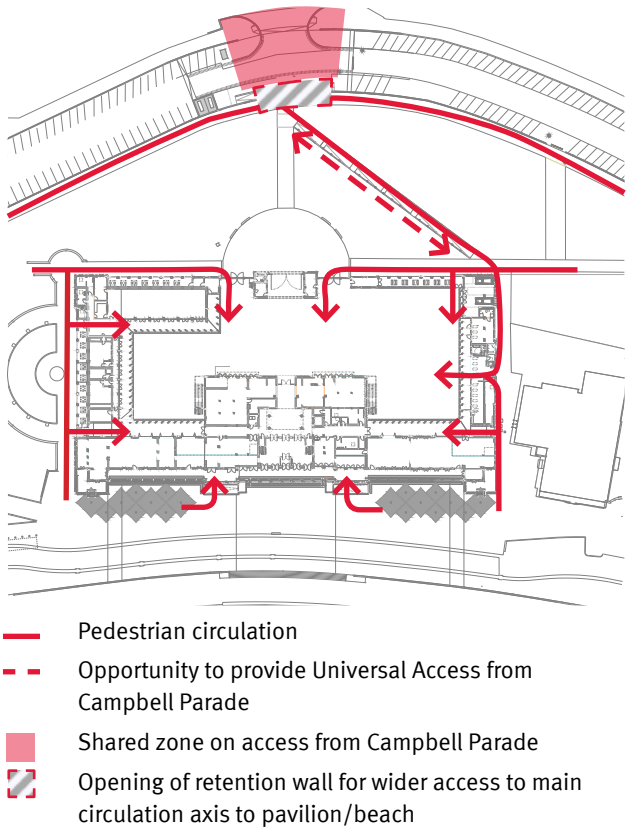 Pedestrian circulation
Opportunity to provide Universal Access from
Campbell Parade
Shared zone on access from Campbell Parade
Opening of retention wall for wider access to main
circulation axis to pavilion/beach